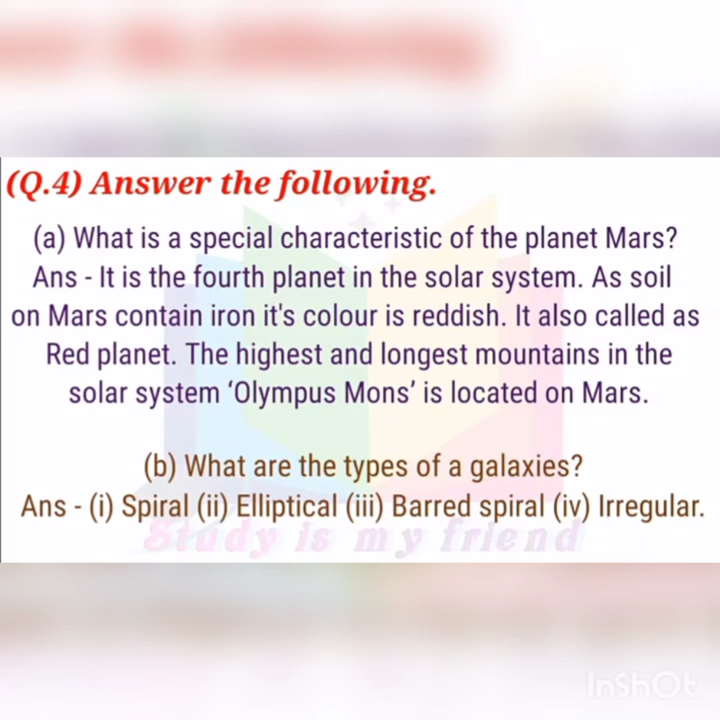 (Q.4) Answer the following.
(a) What is a special characteristic of the planet Mars?
Ans - It is the fourth planet in the solar system. As soil
on Mars contain iron it's colour is reddish. It also called as
Red planet. The highest and longest mountains in the
solar system ‘Olympus Mons’ is located on Mars.
(b) What are the types of a galaxies?
Ans - (i) Spiral (ii) Elliptical (iii) Barred spiral (iv) Irregular.
Study is my friend
InShOt